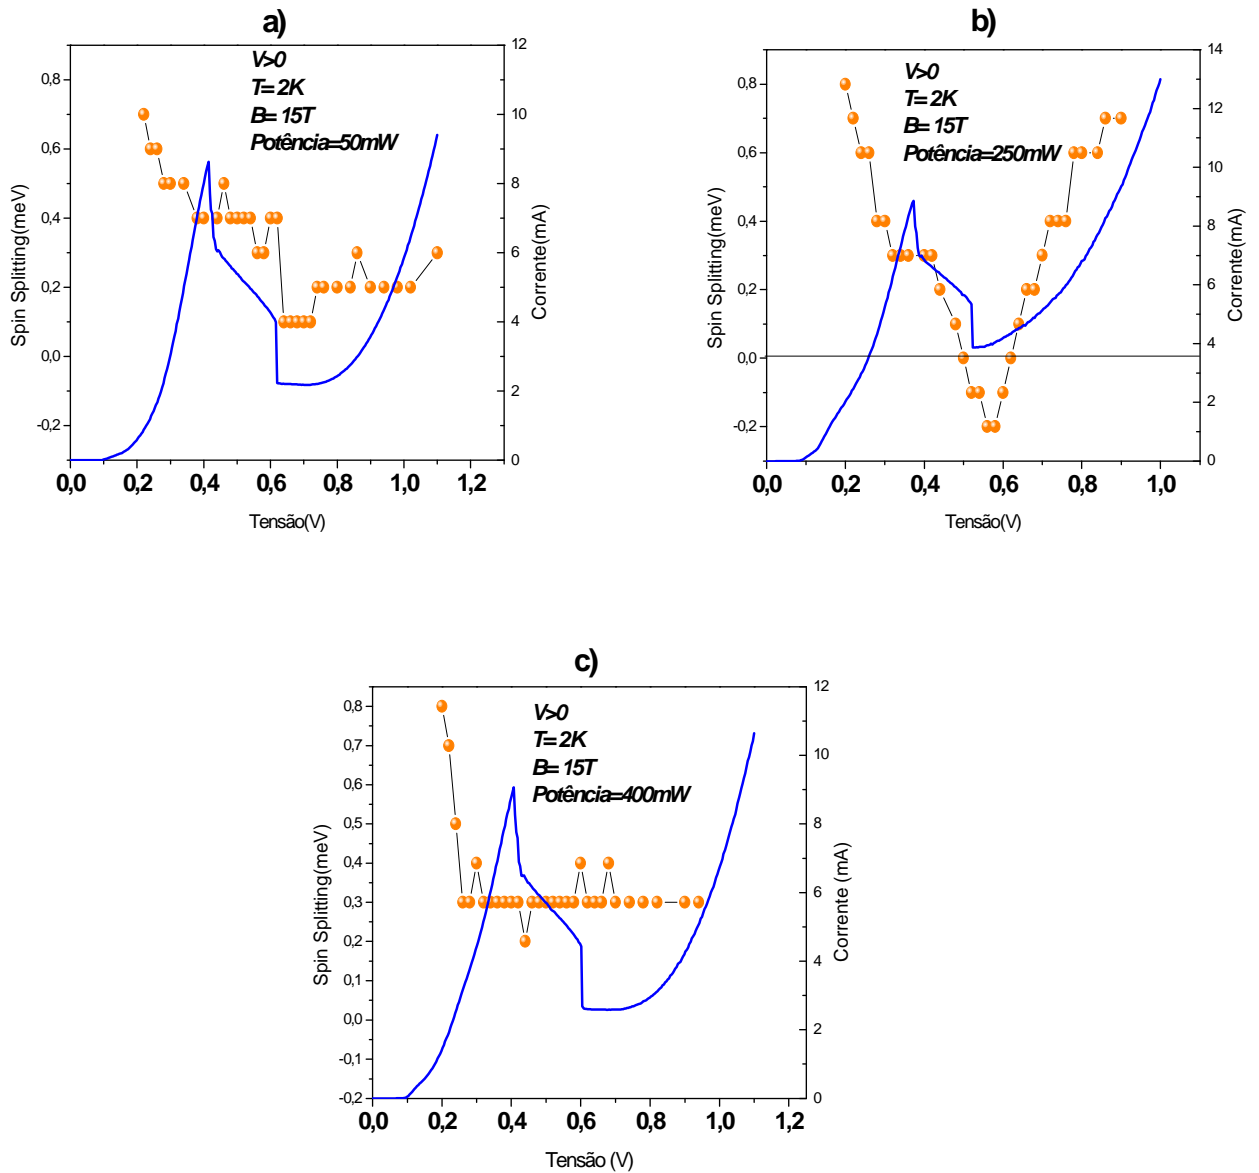 a)
V>0
T= 2K
B= 15T
Potência=50mW
Spin Splitting(meV)
0,8
0,6
0,4
0,2
0,0
-0,2
0,0 0,2 0,4 0,6 0,8 1,0 1,2
Tensão(V)
12
10
8
6
4
2
0
Corrente(mA)
b)
V>0
T= 2K
B= 15T
Potência=250mW
Spin Splitting(meV)
0,8
0,6
0,4
0,2
0,0
-0,2
0,0 0,2 0,4 0,6 0,8 1,0
Tensão(V)
14
12
10
8
6
4
2
0
Corrente(mA)
c)
V>0
T= 2K
B= 15T
Potência=400mW
Spin Splitting(meV)
0,8
0,7
0,6
0,5
0,4
0,3
0,2
0,1
0,0
-0,1
-0,2
0,0 0,2 0,4 0,6 0,8 1,0 1,2
Tensão (V)
12
10
8
6
4
2
0
Corrente (mA)